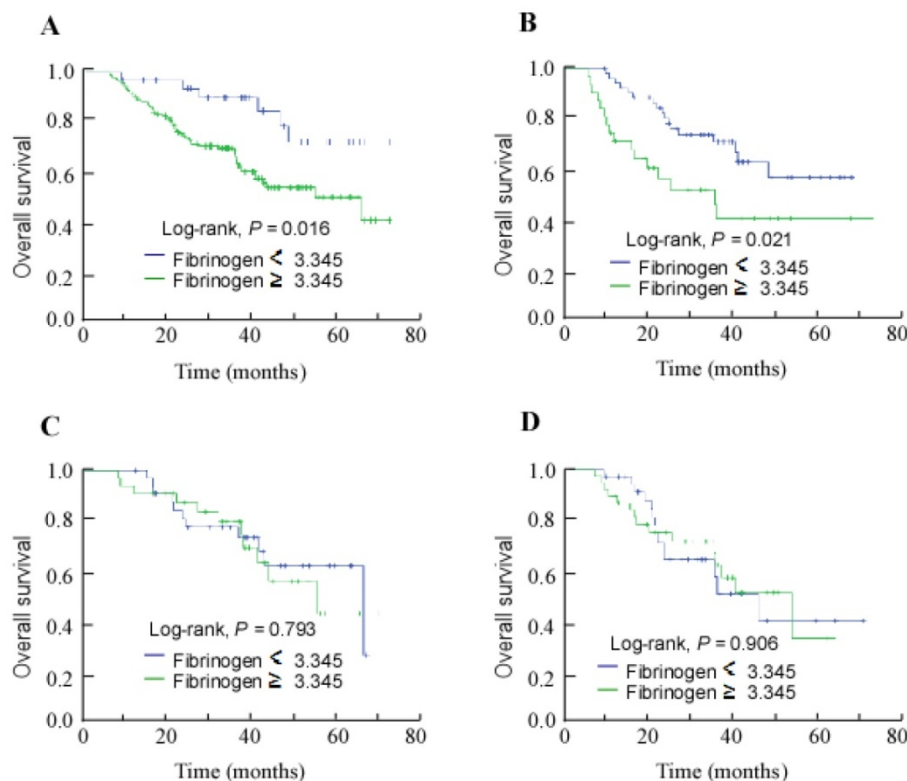 A
Overall survival
1.0
0.8
0.6
0.4
0.2
0.0
Log-rank, P = 0.016
Fibrinogen < 3.345
Fibrinogen ≥ 3.345
0 20 40 60 80
Time (months)
B
Overall survival
1.0
0.8
0.6
0.4
0.2
0.0
Log-rank, P = 0.021
Fibrinogen < 3.345
Fibrinogen ≥ 3.345
0 20 40 60 80
Time (months)
C
Overall survival
1.0
0.8
0.6
0.4
0.2
0.0
Log-rank, P = 0.793
Fibrinogen < 3.345
Fibrinogen ≥ 3.345
0 20 40 60 80
Time (months)
D
Overall survival
1.0
0.8
0.6
0.4
0.2
0.0
Log-rank, P = 0.906
Fibrinogen < 3.345
Fibrinogen ≥ 3.345
0 20 40 60 80
Time (months)